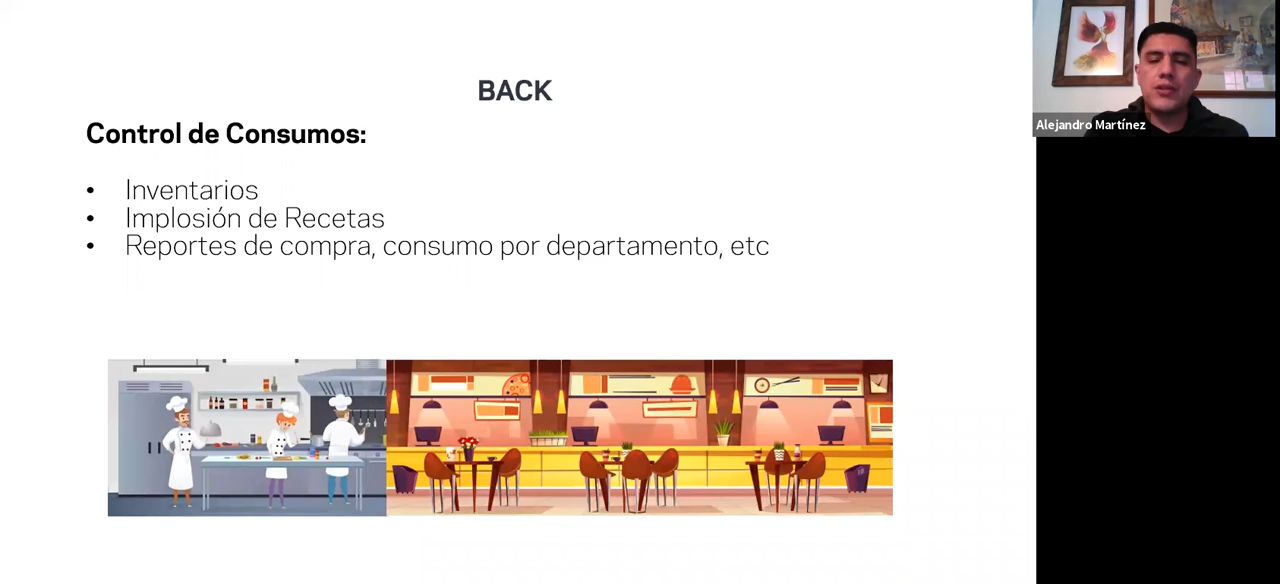 BACK
Control de Consumos:
• Inventarios
• Implosión de Recetas
• Reportes de compra, consumo por departamento, etc
Alejandro Martínez